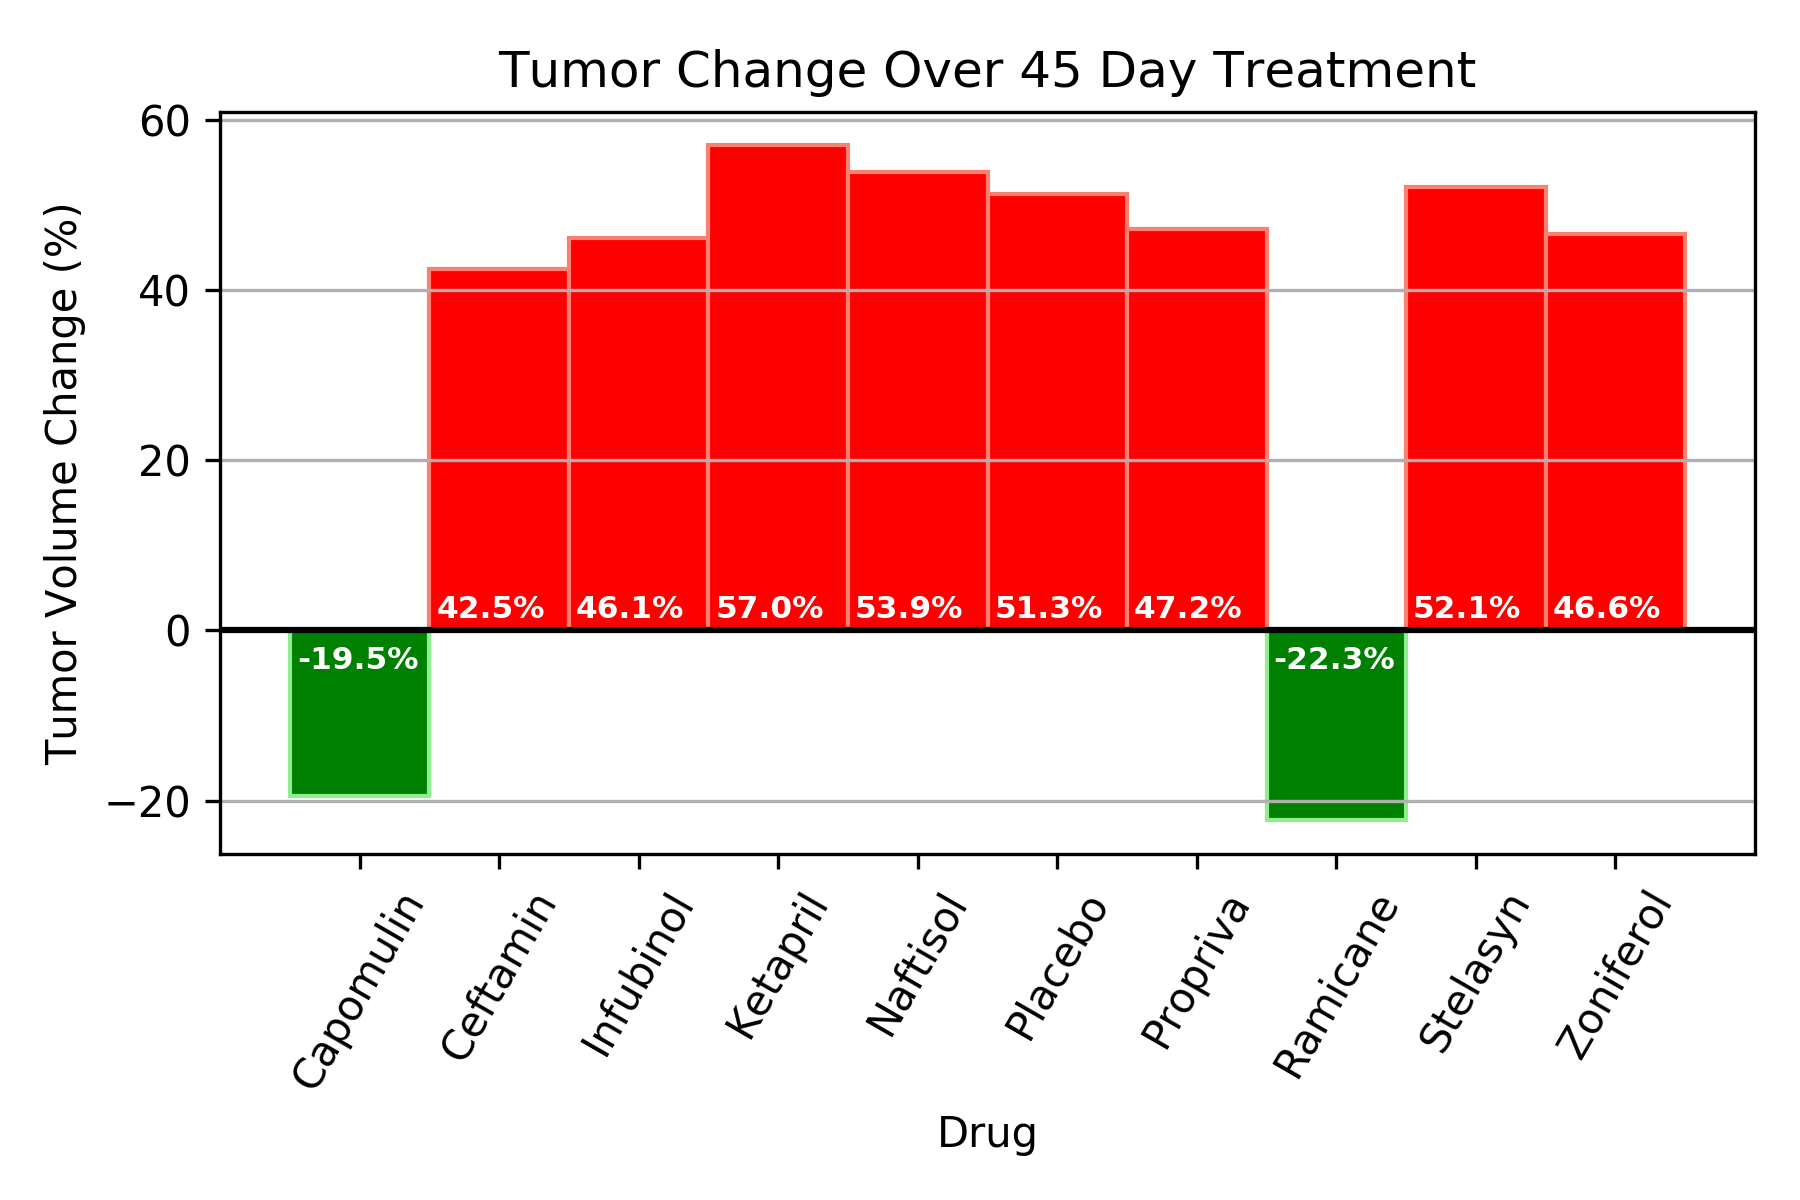 Tumor Change Over 45 Day Treatment
Tumor Volume Change (%)
60
40
20
0
−20
42.5% 46.1% 57.0% 53.9% 51.3% 47.2% 52.1% 46.6%
-19.5% -22.3%
Capomulin Ceftamin Infubinol Ketapril Naftisol Placebo Propriva Ramicane Stelasyn Zoniferol
Drug